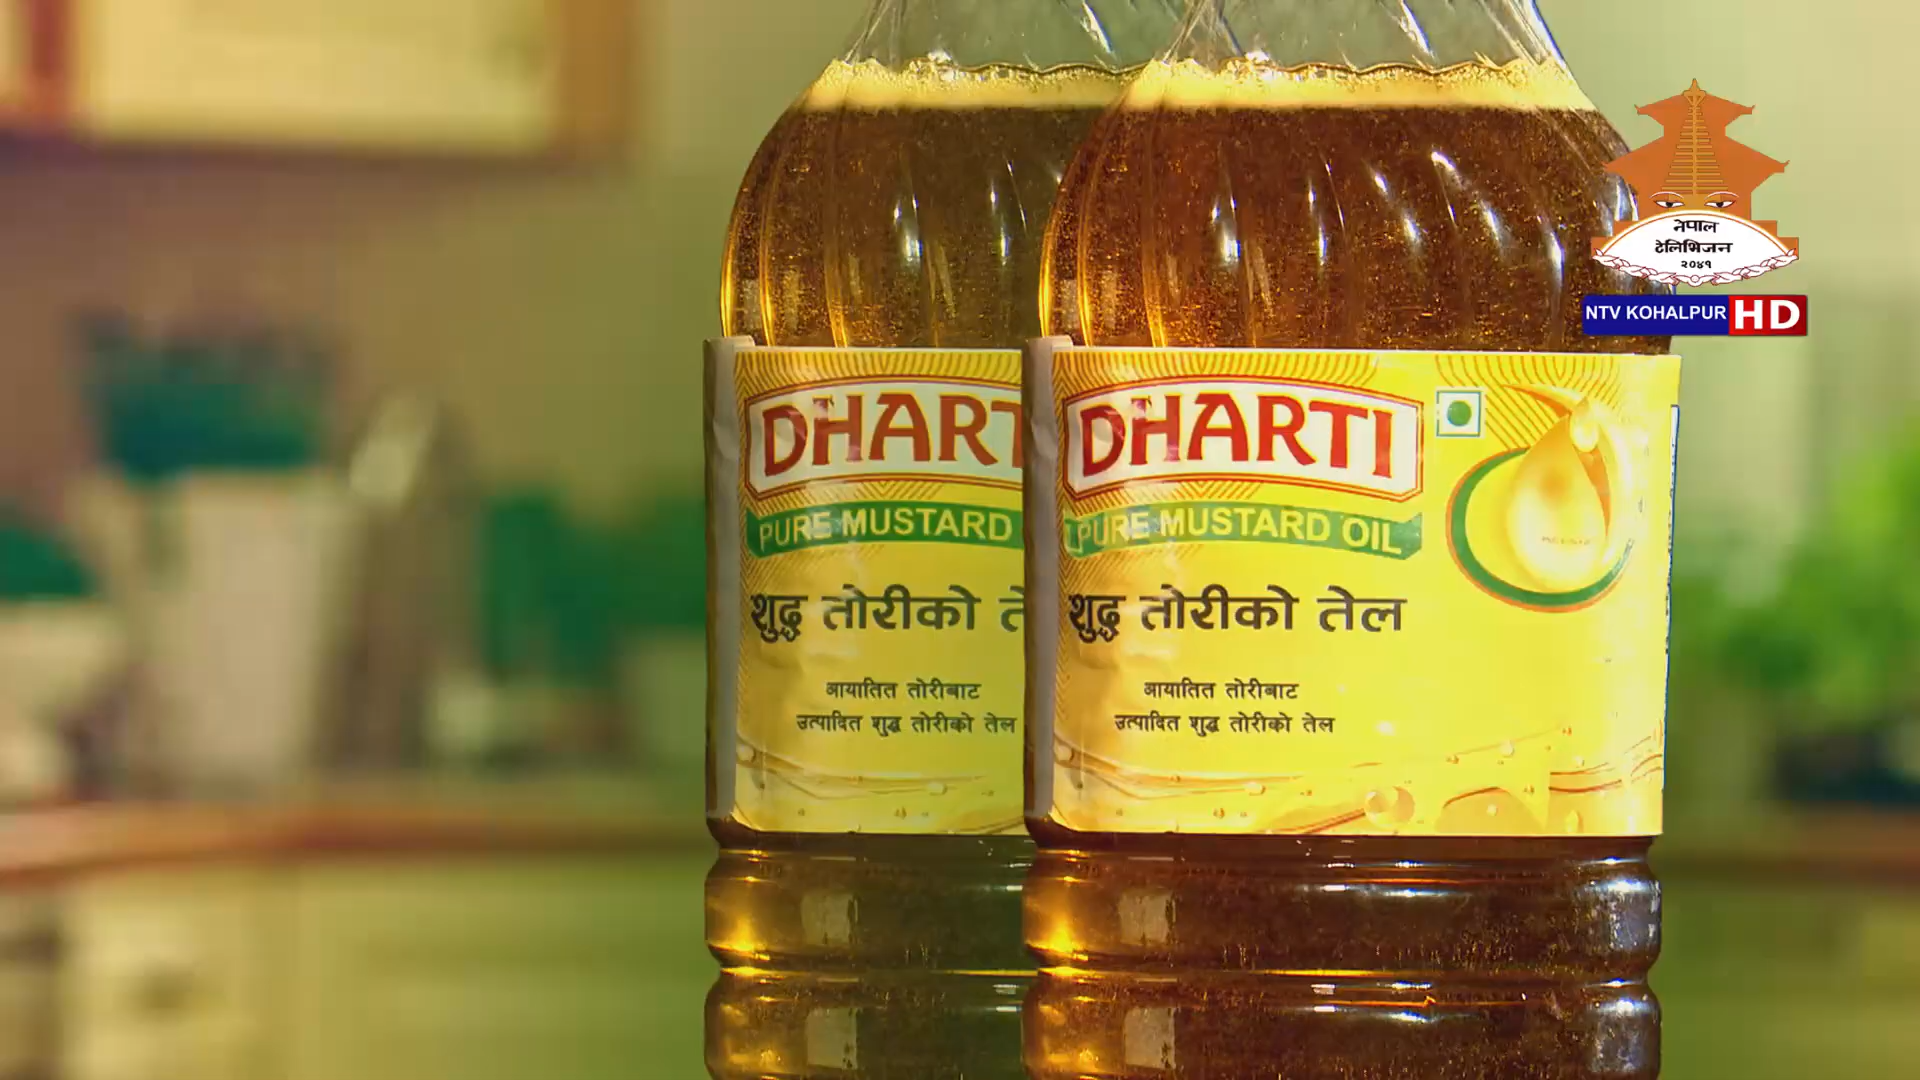 DHARTI
PURE MUSTARD
शुद्ध तोरीको ते
आयातित तोरीबाट
उत्पादित शुद्ध तोरीको तेल
DHARTI
PURE MUSTARD OIL
शुद्ध तोरीको तेल
आयातित तोरीबाट
उत्पादित शुद्ध तोरीको तेल
नेपाल
टेलिभिजन
२०४१
NTV KOHALPUR HD